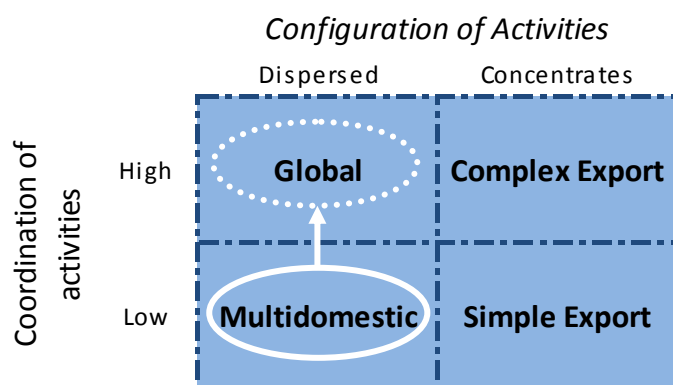 Configuration of Activities
Dispersed Concentrates
Coordination of
activities
High Global Complex Export
Low Multidomestic Simple Export